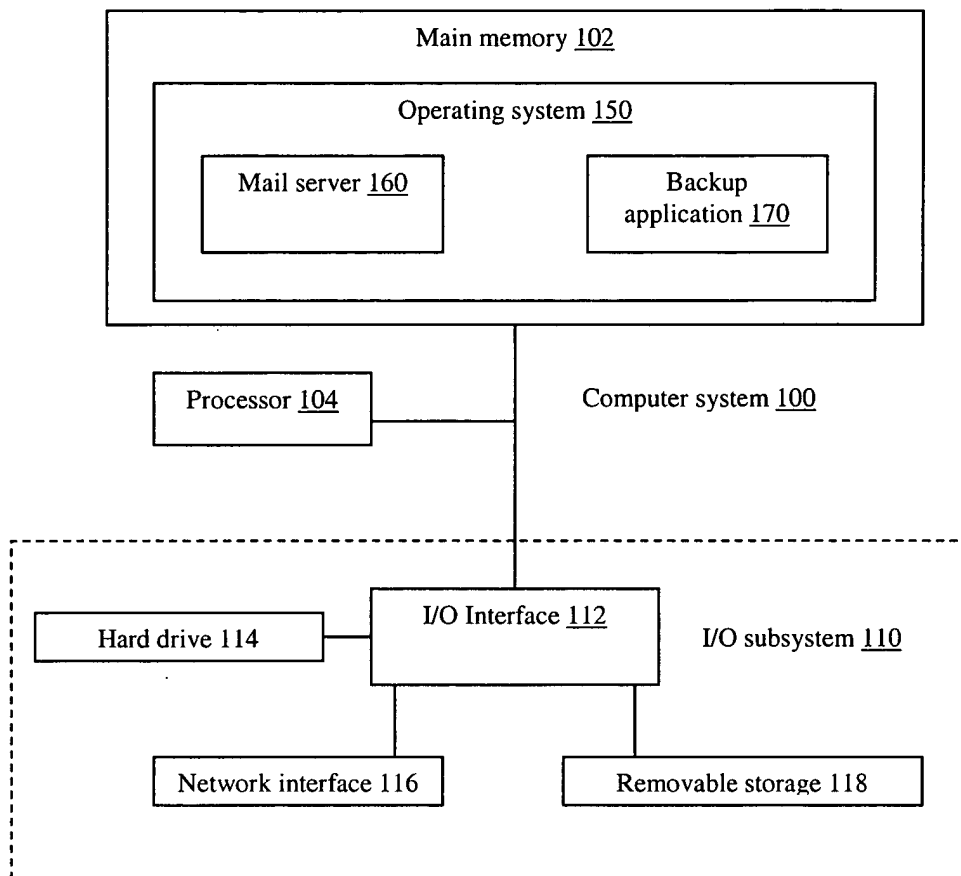 Main memory 102
Operating system 150
Mail server 160
Backup
application 170
Processor 104
Computer system 100
I/O Interface 112
Hard drive 114
I/O subsystem 110
Network interface 116
Removable storage 118